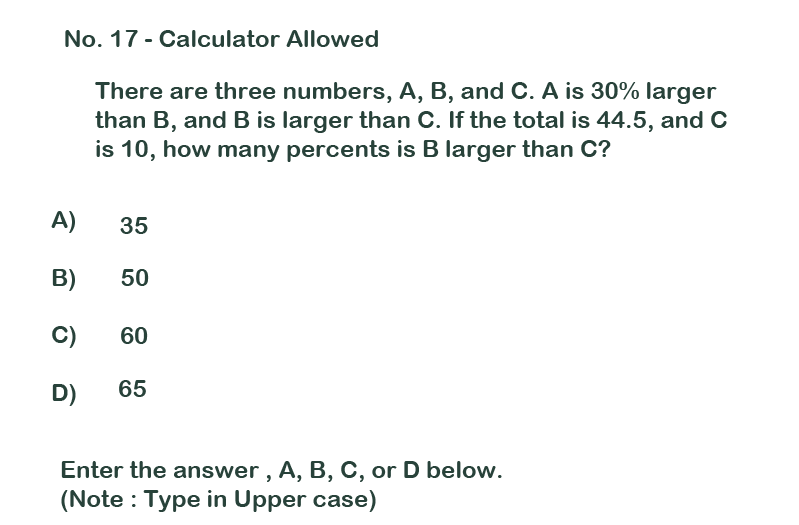 No. 17 - Calculator Allowed
There are three numbers, A, B, and C. A is 30% larger
than B, and B is larger than C. If the total is 44.5, and C
is 10, how many percents is B larger than C?
A) 35
B) 50
C) 60
D) 65
Enter the answer , A, B, C, or D below.
(Note : Type in Upper case)